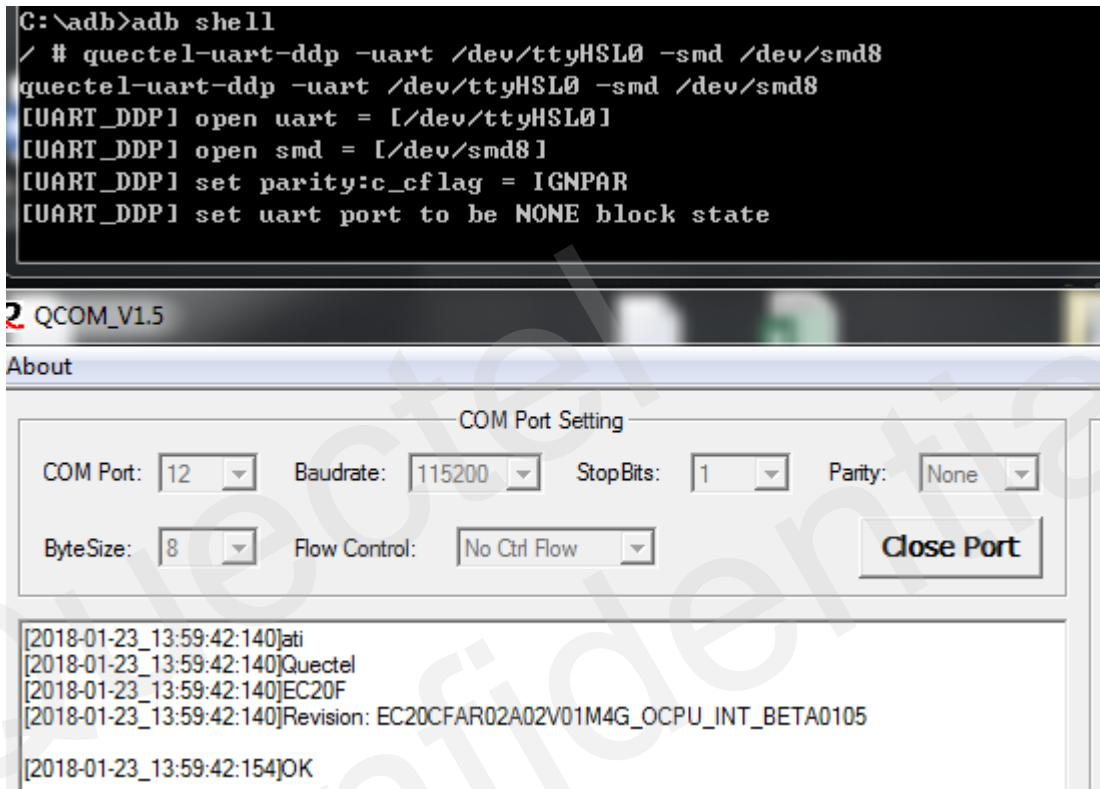 C:\adb>adb shell
/ # quectel-uart-ddp -uart /dev/ttyHSL0 -smd /dev/smd8
quectel-uart-ddp -uart /dev/ttyHSL0 -smd /dev/smd8
[UART_DDP] open uart = [/dev/ttyHSL0]
[UART_DDP] open smd = [/dev/smd8]
[UART_DDP] set parity:c_cflag = IGNPAR
[UART_DDP] set uart port to be NONE block state
QCOM_V1.5
About
COM Port Setting
COM Port: 12 Baudrate: 115200 StopBits: 1 Parity: None
ByteSize: 8 Flow Control: No Ctrl Flow Close Port
[2018-01-23_13:59:42:140]ati
[2018-01-23_13:59:42:140]Quectel
[2018-01-23_13:59:42:140]EC20F
[2018-01-23_13:59:42:140]Revision: EC20CFAR02A02V01M4G_OCPU_INT_BETA0105
[2018-01-23_13:59:42:154]OK